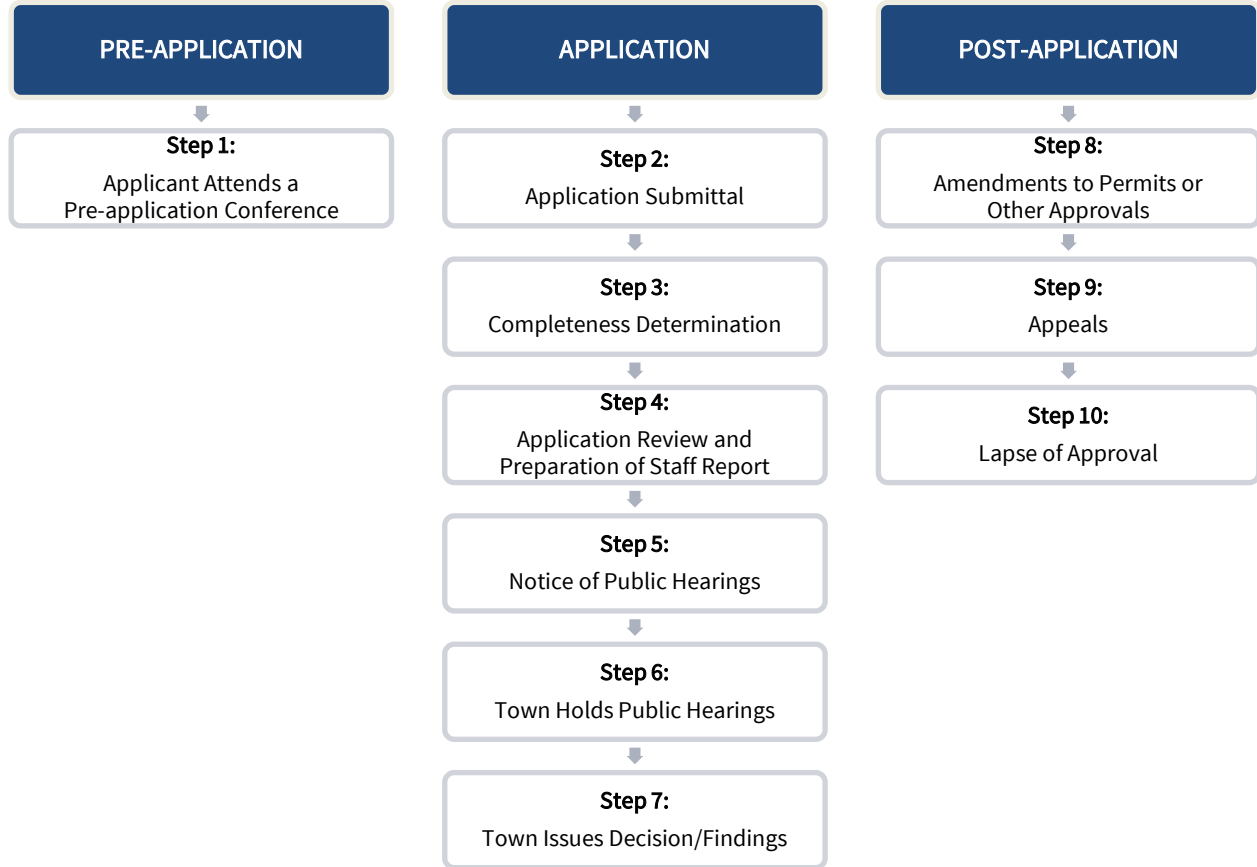 PRE-APPLICATION
Step 1:
Applicant Attends a
Pre-application Conference
APPLICATION
Step 2:
Application Submittal
Step 3:
Completeness Determination
Step 4:
Application Review and
Preparation of Staff Report
Step 5:
Notice of Public Hearings
Step 6:
Town Holds Public Hearings
Step 7:
Town Issues Decision/Findings
POST-APPLICATION
Step 8:
Amendments to Permits or
Other Approvals
Step 9:
Appeals
Step 10:
Lapse of Approval